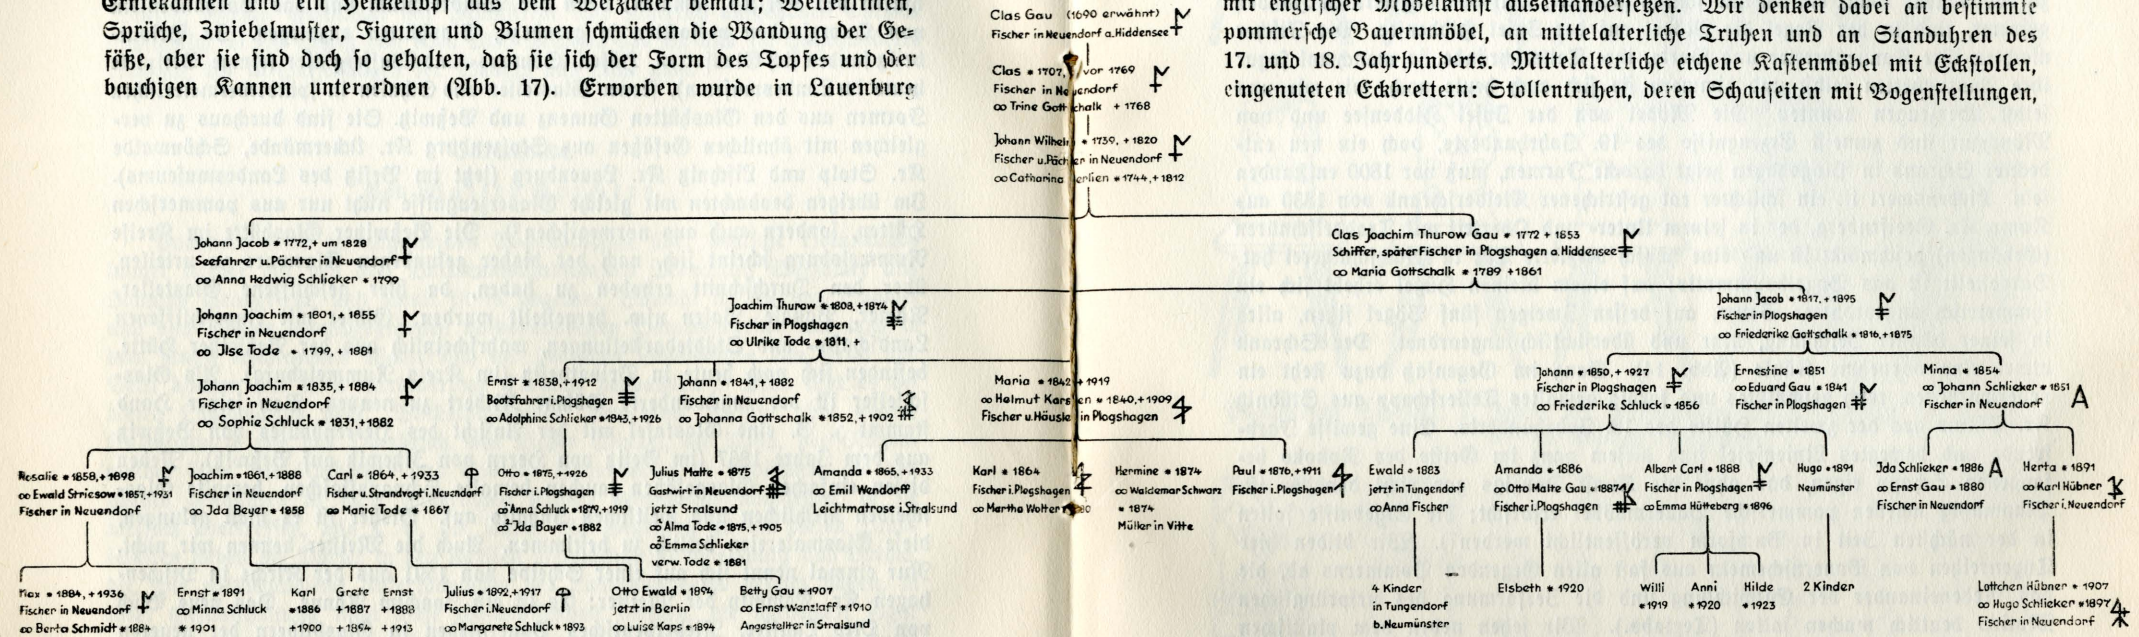 Erntekannen und ein Henkeltopf aus dem Weizacker bemalt; Wellenlinien,
Sprüche, Zwiebelmuster, Figuren und Blumen schmücken die Wandung der Ge-
fäße, aber sie sind doch so gehalten, daß sie sich der Form des Topfes und der
bauchigen Kannen unterordnen (Abb. 17). Erworben wurde in Lauenburg
mit englischer Möbelkunst auseinandersetzen. Wir denken dabei an bestimmte
pommersche Bauernmöbel, an mittelalterliche Truhen und an Standuhren des
17. und 18. Jahrhunderts. Mittelalterliche eichene Kastenmöbel mit Eckstollen,
eingenuteten Eckbrettern: Stollentruhen, deren Schauseiten mit Bogenstellungen,
Clas Gau (1690 erwähnt)
Fischer in Neuendorf a.Hiddensee
Clas * 1707, vor 1769
Fischer in Neuendorf
∞ Trine Gottschalk + 1768
Johann Wilhelm * 1739, + 1820
Fischer u.Pächter in Neuendorf
∞ Catharina * 1744, + 1812
Johann Jacob * 1772, + um 1828
Seefahrer u.Pächter in Neuendorf
∞ Anna Hedwig Schlieker * 1799
Clas Joachim Thurow Gau * 1772 + 1853
Schiffer, später Fischer in Plogshagen a.Hiddensee
∞ Maria Gottschalk * 1789 +1861
Johann Joachim * 1801, + 1855
Fischer in Neuendorf
∞ Ilse Tode * 1799, + 1881
Joachim Thurow * 1808, +1874
Fischer in Plogshagen
∞ Ulrike Tode * 1811, +
Johann Jacob * 1817, + 1895
Fischer in Plogshagen
∞ Friederike Gottschalk * 1816, +1875
Johann Joachim * 1835, + 1884
Fischer in Neuendorf
∞ Sophie Schluck * 1831, +1882
Ernst * 1838, +1912
Bootsfahrer i.Plogshagen
∞ Adolphine Schlieker * 1843, +1926
Johann * 1841, + 1882
Fischer in Neuendorf
∞ Johanna Gottschalk * 1852, + 1902
Maria * 1842 + 1919
∞ Helmut Karsten * 1840, +1909
Fischer u.Häusler in Plogshagen
Johann * 1850, + 1927
Fischer in Plogshagen
∞ Friederike Schluck * 1856
Ernestine * 1851
∞ Eduard Gau * 1841
Fischer in Plogshagen
Minna * 1854
∞ Johann Schlieker * 1851
Fischer in Neuendorf
Rosalie * 1858, +
∞ Ewald Striesow * 1857, +1931
Fischer in Neuendorf
Joachim * 1861, + 1888
Fischer in Neuendorf
∞ Ida Beyer * 1858
Carl + 1933
Fischer u.Strandvogt i.Neuendorf
∞ Marie Tode * 1867
Otto * 1875, +1926
Fischer i.Plogshagen
∞ 1 Anna Schluck * 1879, +1919
∞ 2 Ida Bayer * 1882
Julius Matte * 1875
Gastwirt in Neuendorf
jetzt Stralsund
∞ 1 Alma Tode * 1875, + 1905
∞ 2 Emma Schlieker
verw. Tode * 1881
Amanda * 1865, + 1933
∞ Emil Wendorff
Leichtmatrose i.Stralsund
Karl * 1864
Fischer i.Plogshagen
∞ Martha Wolter
Hermine * 1874
∞ Waldemar Schwarz
* 1874
Müller in Vitte
Paul * 1876, +1911
Fischer i.Plogshagen
Ewald * 1883
jetzt in Tungendorf
∞ Anna Fischer
Amanda * 1886
∞ Otto Matte Gau * 1887
Fischer i.Plogshagen
Albert Carl * 1888
Fischer in Plogshagen
∞ Emma Hütteberg * 1896
Hugo * 1891
Neumünster
Ida Schlieker * 1886
∞ Ernst Gau * 1880
Fischer in Neuendorf
Herta * 1891
∞ Karl Hübner
Fischer i.Neuendorf
Max * 1884, + 1936
Fischer in Neuendorf
∞ Berta Schmidt * 1884
Ernst * 1891
∞ Minna Schluck
* 1901
Karl
* 1886
+ 1900
Grete
* 1887
+ 1894
Ernst
* 1888
+ 1913
Julius * 1892, + 1917
Fischer i.Neuendorf
∞ Margarete Schluck * 1893
Otto Ewald * 1894
jetzt in Berlin
∞ Luise Kaps * 1894
Betty Gau * 1907
∞ Ernst Wenzlaff * 1910
Angestellter in Stralsund
4 Kinder
in Tungendorf
b.Neumünster
Elsbeth * 1920
Willi
* 1919
Anni
* 1920
Hilde
* 1923
2 Kinder
Lottchen Hübner * 1907
∞ Hugo Schlieker * 1897
Fischer in Neuendorf